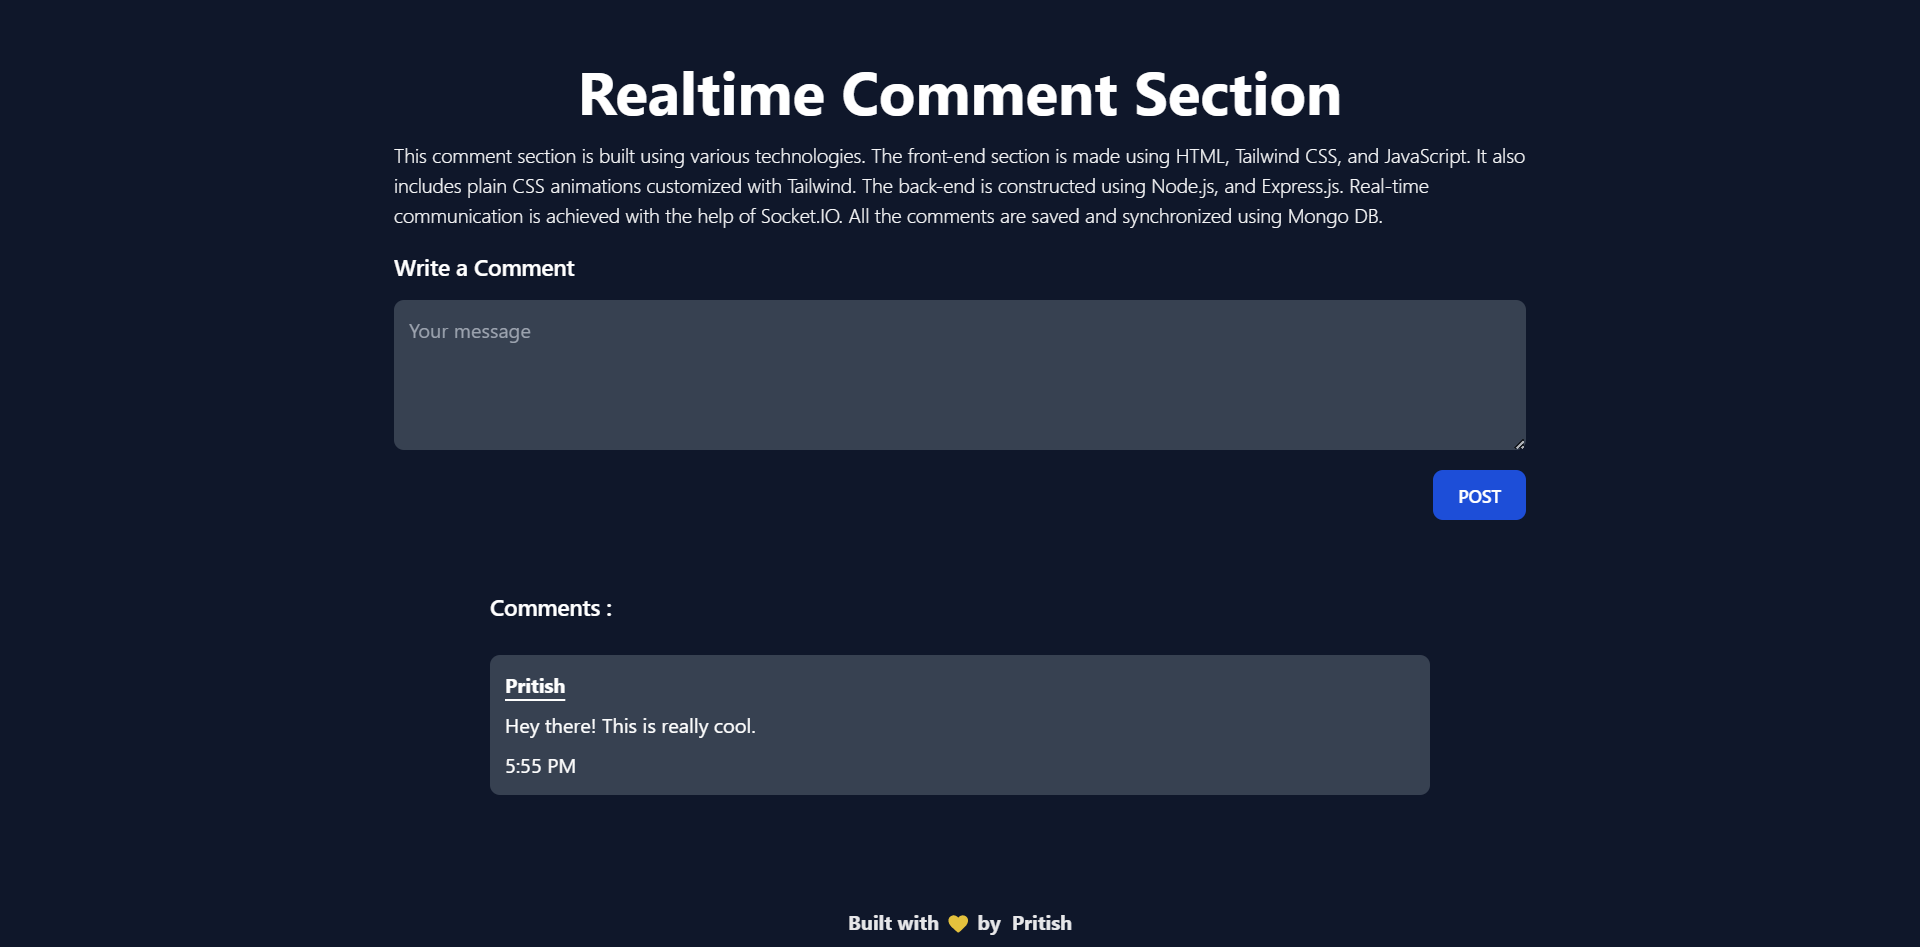 Realtime Comment Section
This comment section is built using various technologies. The front-end section is made using HTML, Tailwind CSS, and JavaScript. It also
includes plain CSS animations customized with Tailwind. The back-end is constructed using Node.js, and Express.js. Real-time
communication is achieved with the help of Socket.IO. All the comments are saved and synchronized using Mongo DB.
Write a Comment
Your message
POST
Comments :
Pritish
Hey there! This is really cool.
5:55 PM
Built with 💛 by Pritish